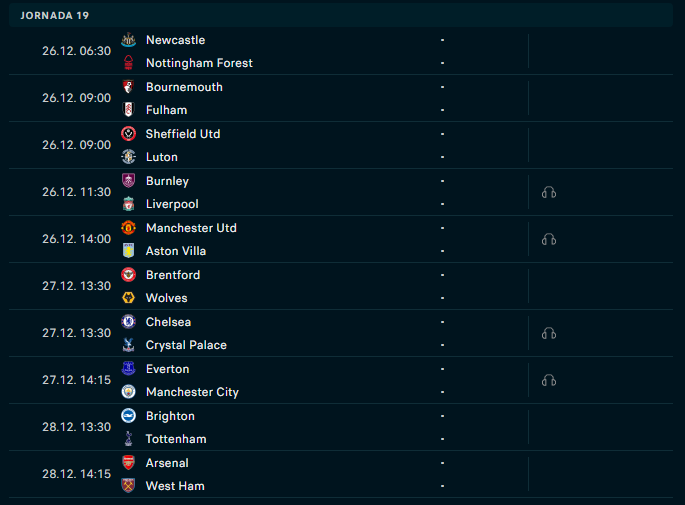 JORNADA 19
26.12. 06:30
Newcastle -
Nottingham Forest -
26.12. 09:00
Bournemouth -
Fulham -
26.12. 09:00
Sheffield Utd -
Luton -
26.12. 11:30
Burnley -
Liverpool -
26.12. 14:00
Manchester Utd -
Aston Villa -
27.12. 13:30
Brentford -
Wolves -
27.12. 13:30
Chelsea -
Crystal Palace -
27.12. 14:15
Everton -
Manchester City -
28.12. 13:30
Brighton -
Tottenham -
28.12. 14:15
Arsenal -
West Ham -